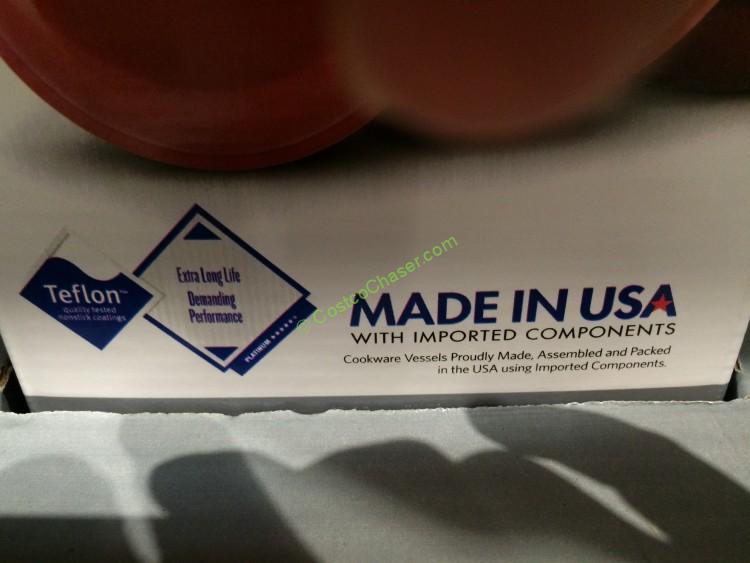 Teflon™
quality tested
nonstick coatings
Extra Long Life
Demanding
Performance
PLATINUM ★★★★★
© CostcoChaser.com
MADE IN USA
WITH IMPORTED COMPONENTS
Cookware Vessels Proudly Made, Assembled and Packed
in the USA using Imported Components.